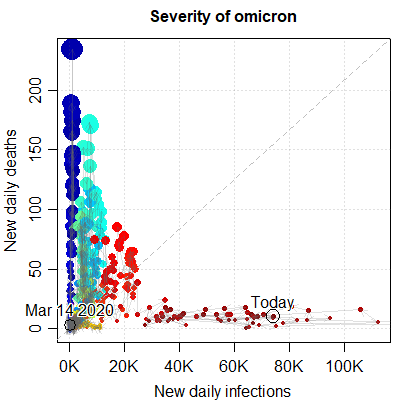 Severity of omicron
New daily deaths
200
150
100
50
0
Today
Mar 14 2020
0K 20K 40K 60K 80K 100K
New daily infections